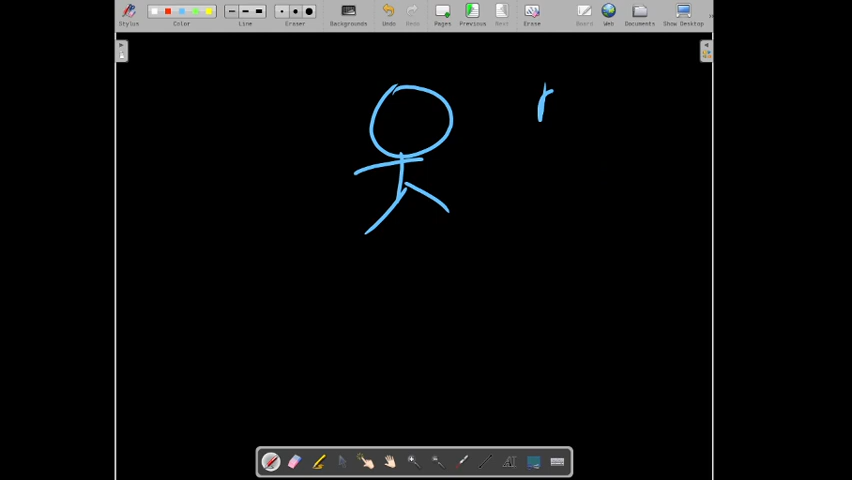 Stylus Color Line Eraser Backgrounds Undo Redo Pages Previous Next Erase Board Web Documents Show Desktop
r